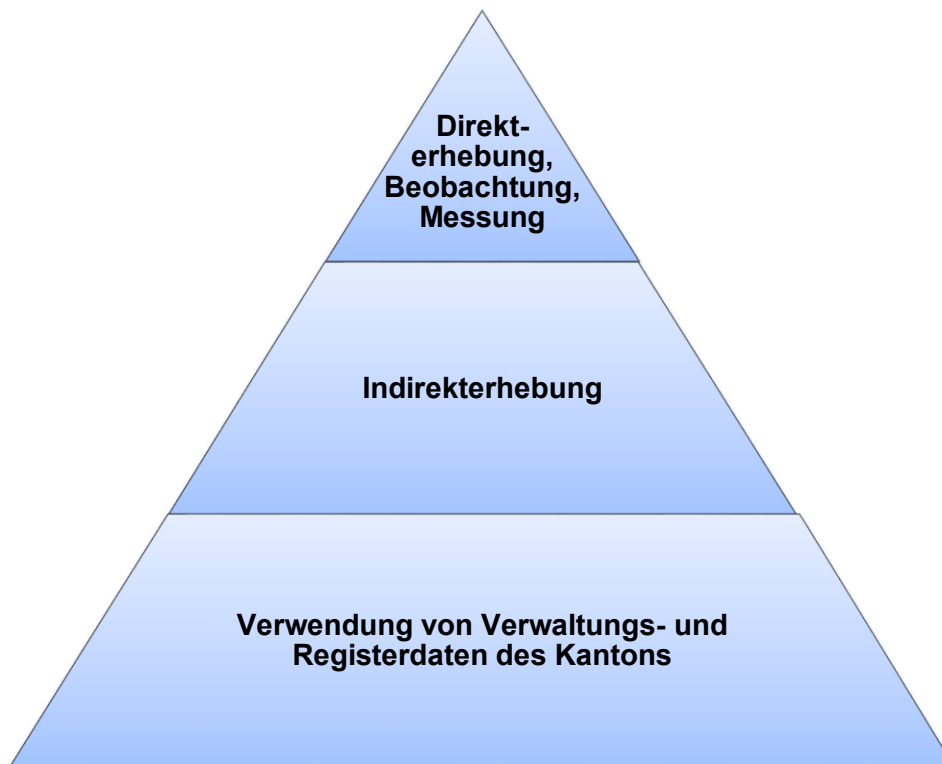 Direkt-
erhebung,
Beobachtung,
Messung
Indirekterhebung
Verwendung von Verwaltungs- und
Registerdaten des Kantons